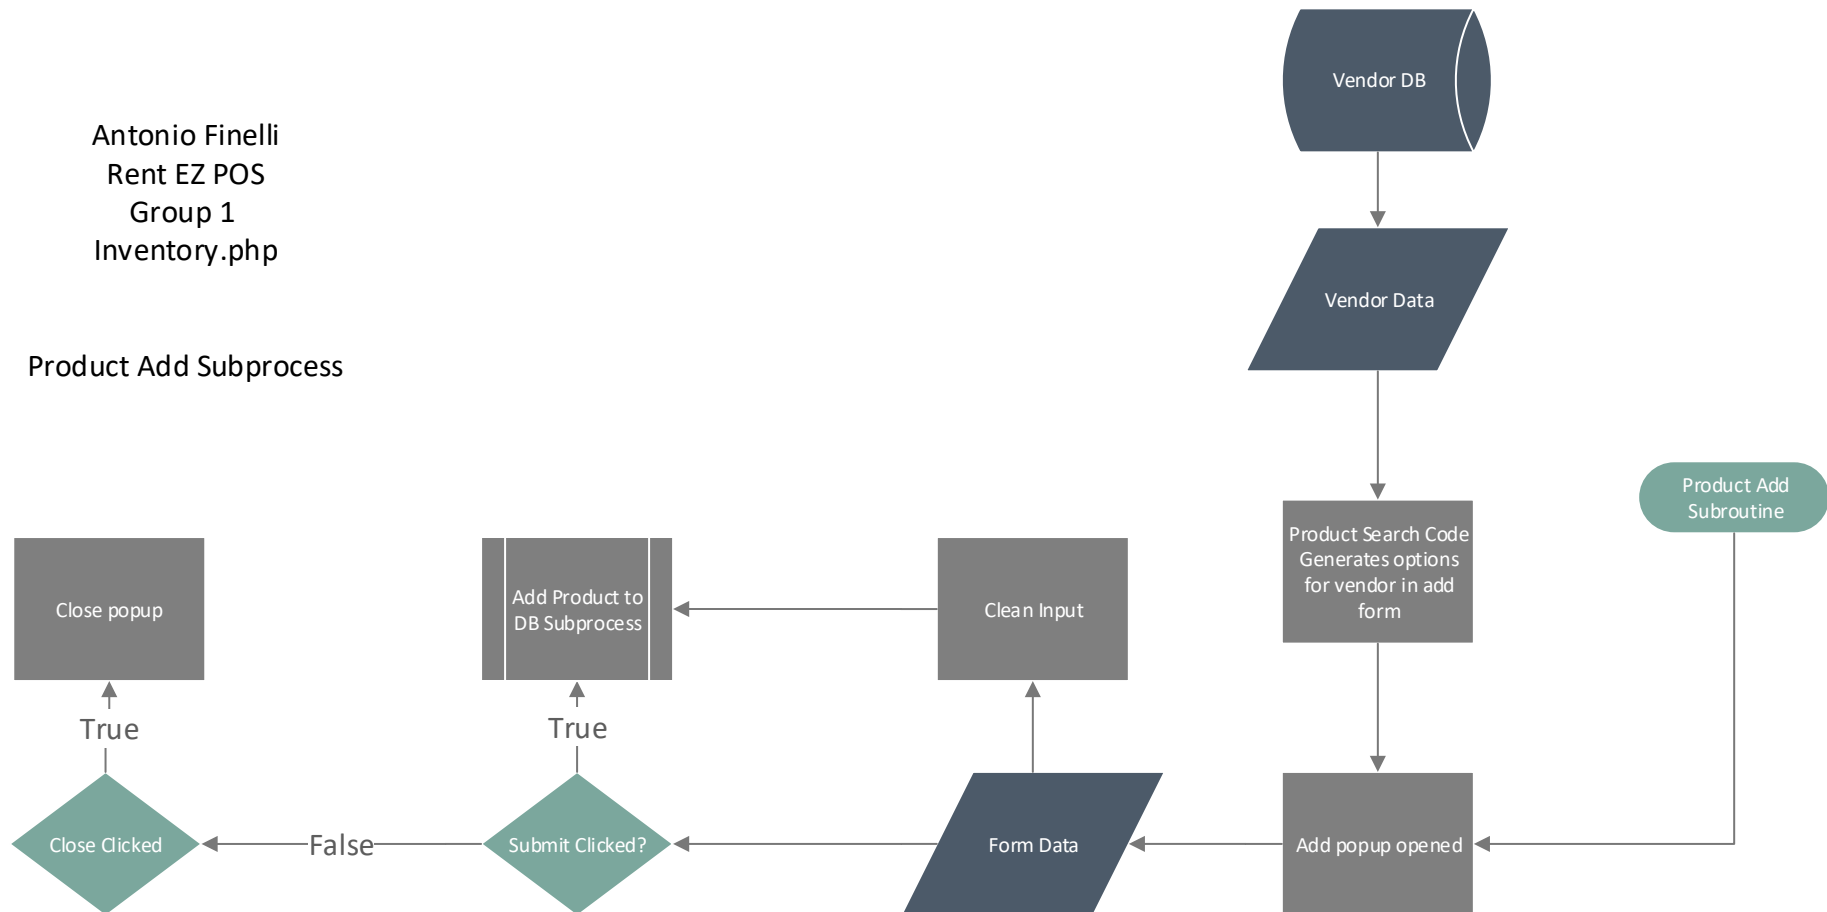 Vendor DB
Antonio Finelli
Rent EZ POS
Group 1
Inventory.php
Vendor Data
Product Add Subprocess
Product Add
Subroutine
Product Search Code
Generates options
for vendor in add
form
Close popup
Add Product to
DB Subprocess
Clean Input
True
True
Close Clicked
False
Submit Clicked?
Form Data
Add popup opened